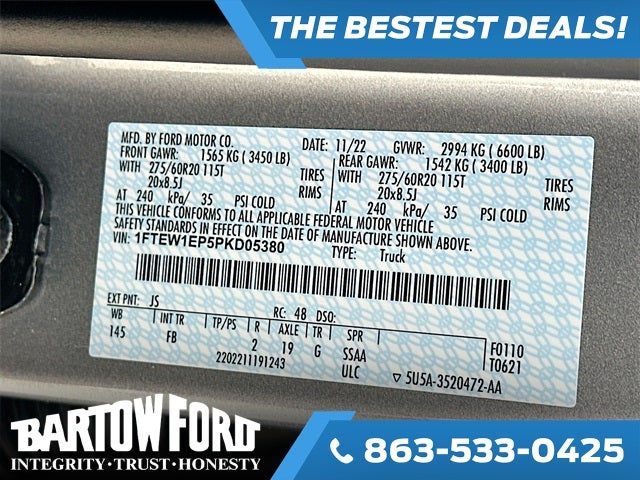 THE BESTEST DEALS!
MFD. BY FORD MOTOR CO. DATE: 11/22 GVWR: 2994 KG ( 6600 LB)
FRONT GAWR: 1565 KG ( 3450 LB) REAR GAWR: 1542 KG ( 3400 LB)
WITH 275/60R20 115T TIRES WITH 275/60R20 115T TIRES
20x8.5J RIMS 20x8.5J RIMS
AT 240 kPa/ 35 PSI COLD AT 240 kPa/ 35 PSI COLD
THIS VEHICLE CONFORMS TO ALL APPLICABLE FEDERAL MOTOR VEHICLE
SAFETY STANDARDS IN EFFECT ON THE DATE OF MANUFACTURE SHOWN ABOVE.
VIN: 1FTEW1EP5PKD05380 TYPE: Truck
EXT PNT: JS RC: 48 DSO:
WB INT TR TP/PS R AXLE TR SPR F0110
145 FB 2 19 G SSAA T0621
2202211191243 ULC ▽ 5U5A-3520472-AA
BARTOW FORD
INTEGRITY • TRUST • HONESTY
863-533-0425